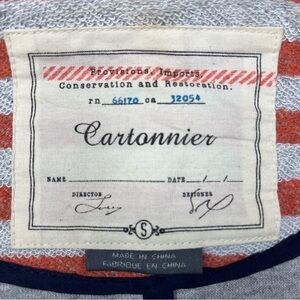 Provisions, Imports,
Conservation and Restoration.
rn 66170 ca 32054
Cartonnier
NAME DATE / /
DIRECTOR DESIGNER
S
MADE IN CHINA
FABRIQUÉ EN CHINA